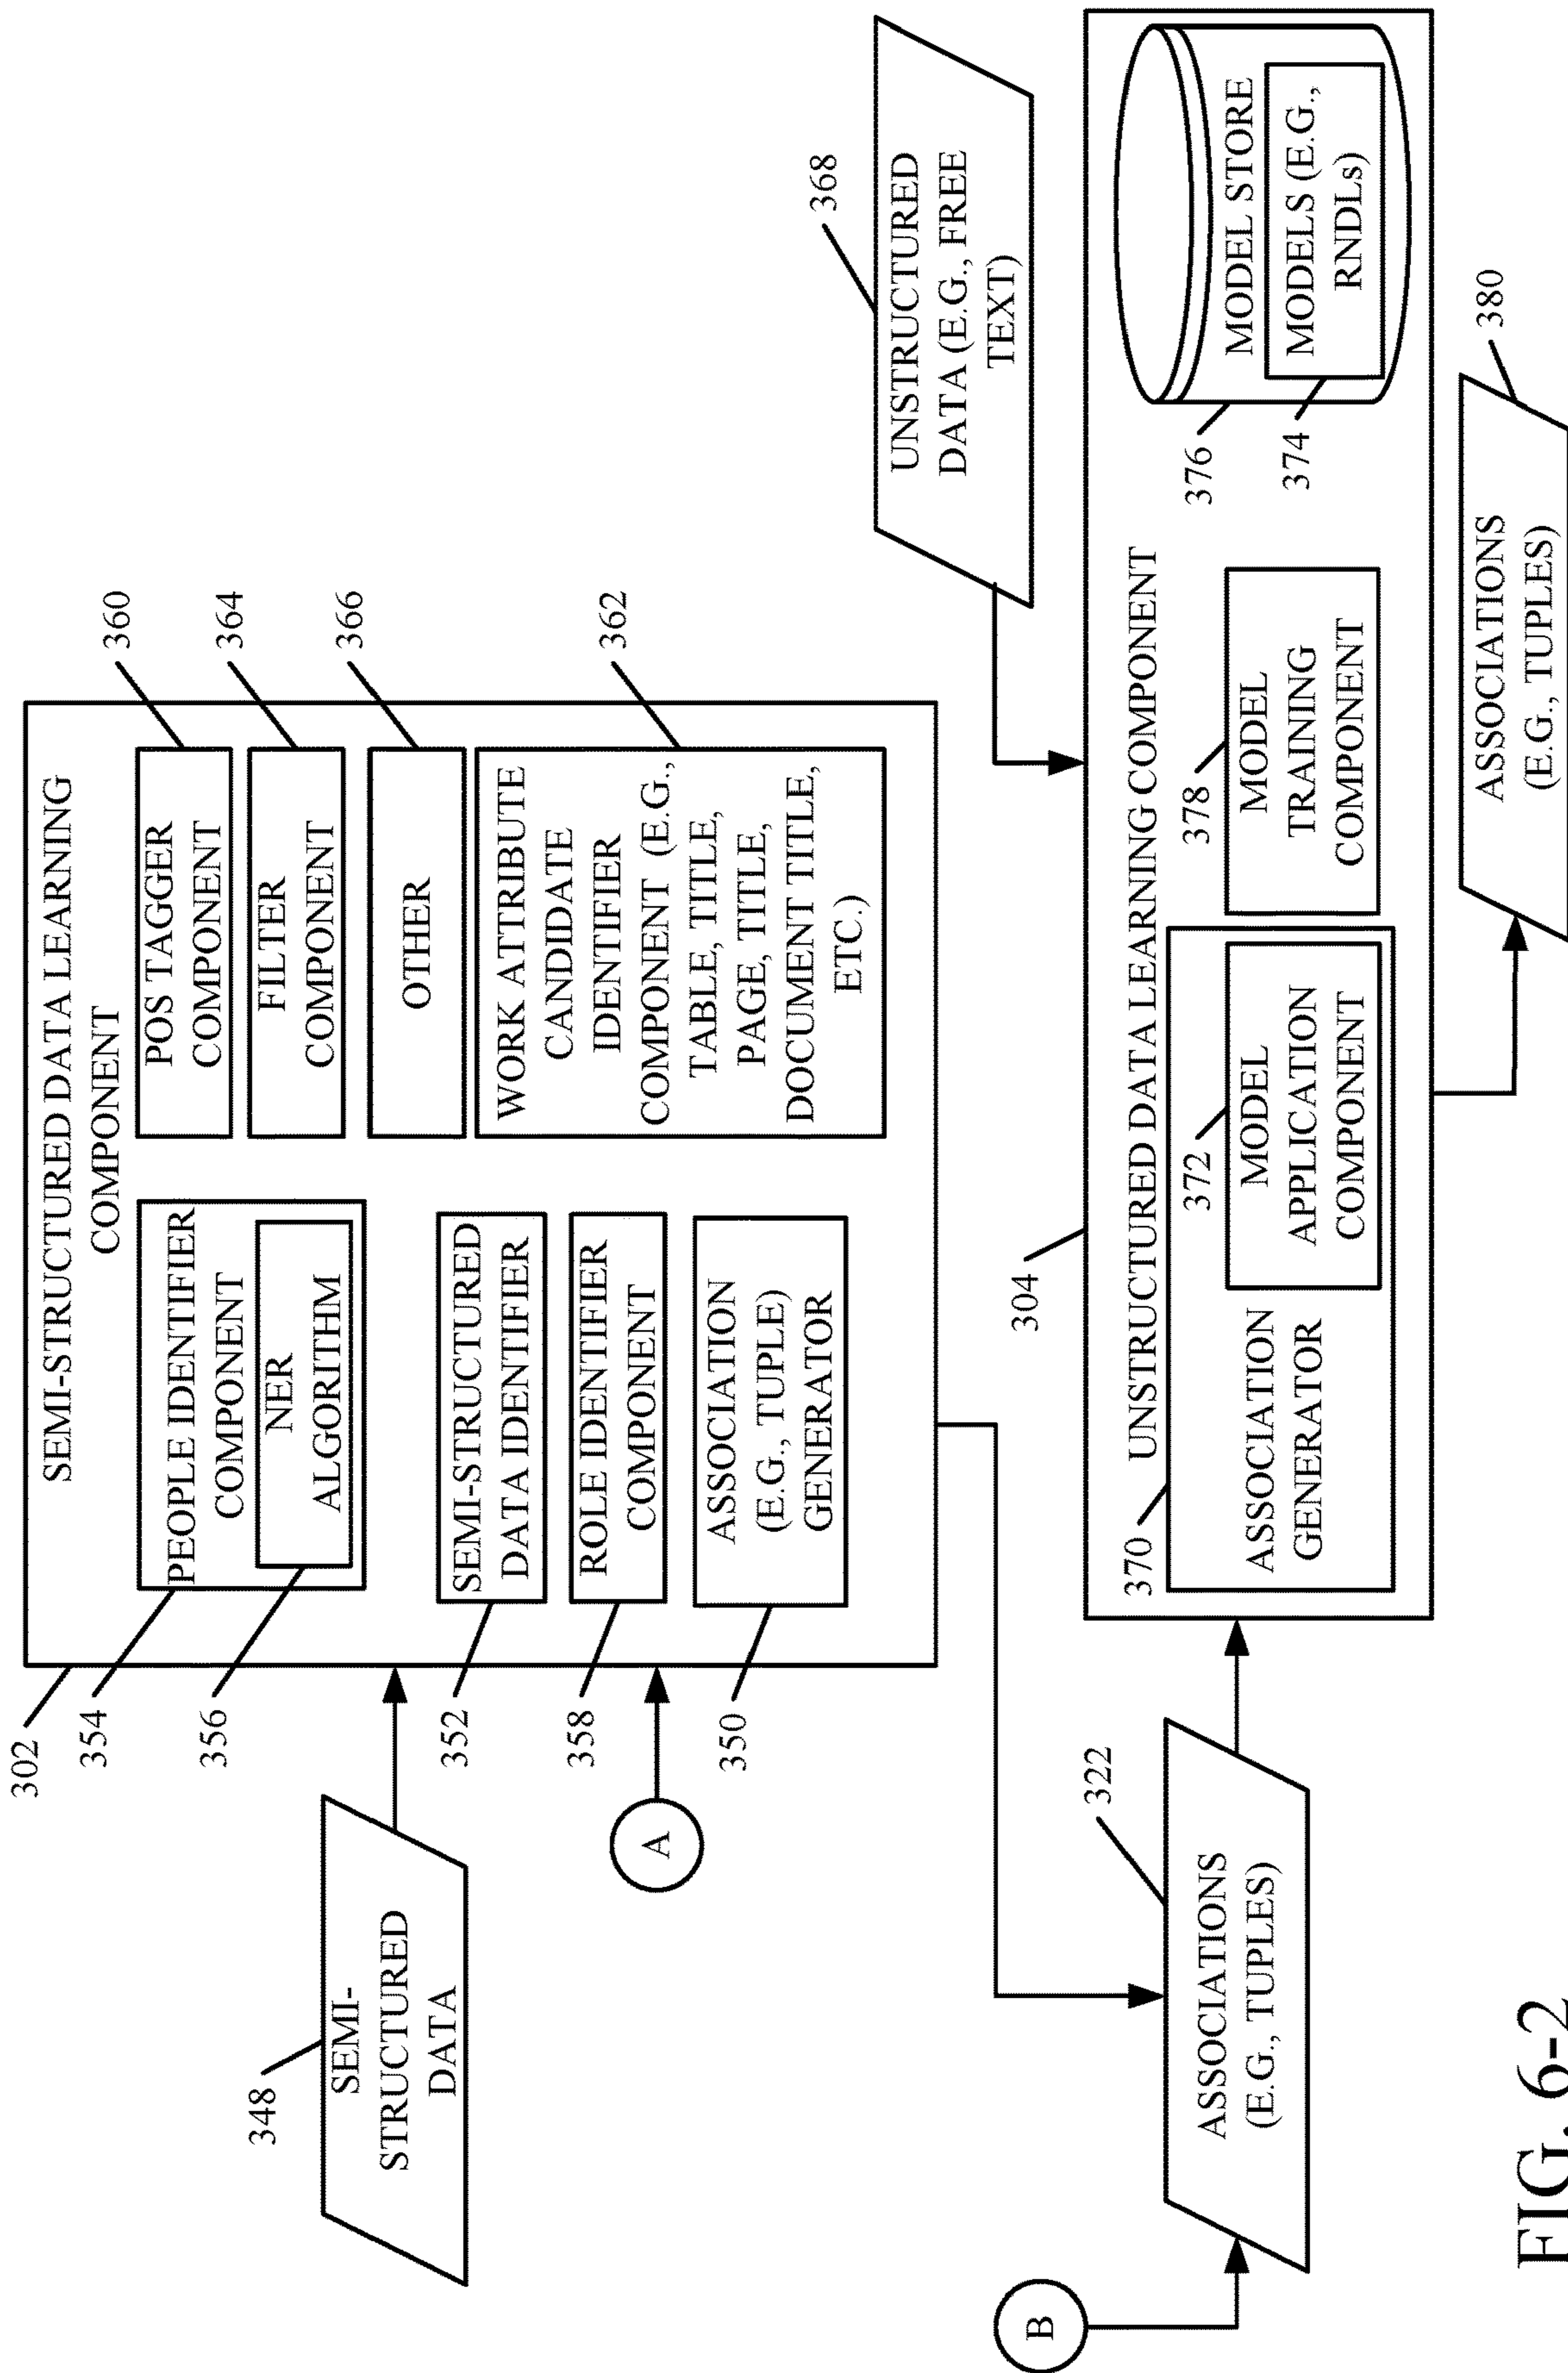 302
SEMI-STRUCTURED DATA LEARNING
COMPONENT
354
PEOPLE IDENTIFIER
COMPONENT
356
NER
ALGORITHM
POS TAGGER
COMPONENT
360
FILTER
COMPONENT
364
OTHER
366
348
SEMI-
STRUCTURED
DATA
352
SEMI-STRUCTURED
DATA IDENTIFIER
358
ROLE IDENTIFIER
COMPONENT
A
350
ASSOCIATION
(E.G., TUPLE)
GENERATOR
WORK ATTRIBUTE
CANDIDATE
IDENTIFIER
COMPONENT (E.G.,
TABLE, TITLE,
PAGE, TITLE,
DOCUMENT TITLE,
ETC.)
362
368
UNSTRUCTURED
DATA (E.G., FREE
TEXT)
B
322
ASSOCIATIONS
(E.G., TUPLES)
304
UNSTRUCTURED DATA LEARNING COMPONENT
370
ASSOCIATION
GENERATOR
372
MODEL
APPLICATION
COMPONENT
378
MODEL
TRAINING
COMPONENT
376
MODEL STORE
374
MODELS (E.G.,
RNDLs)
380
ASSOCIATIONS
(E.G., TUPLES)
FIG. 6-2